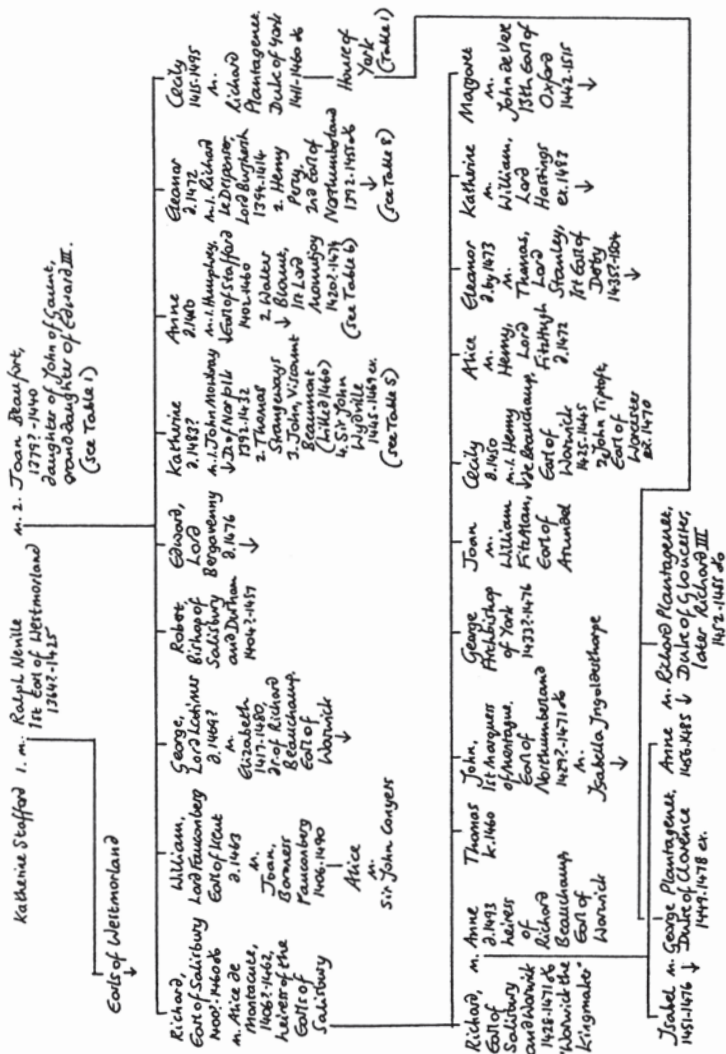 Katherine Stafford 1. m. Ralph Neville
1st Earl of Westmorland
1364?-1425
m. 2. Joan Beaufort,
1379?-1440
daughter of John of Gaunt,
granddaughter of Edward III.
(see Table 1)
Earls of Westmorland
Richard,
Earl of Salisbury
m. Alice de
Montacute,
1406?-1462,
heiress of the
Earls of
Salisbury
William,
Lord Fauconberg
Earl of Kent
d.1463
m.
Joan,
Baroness
Fauconberg
1406-1490
Alice
m.
Sir John Conyers
George,
Lord Latimer
d.1469?
m.
Elizabeth
1417-1480,
dr. of Richard
Beauchamp,
Earl of
Warwick
Robert,
Bishop of
Salisbury
and Durham
1404?-1457
Edward,
Lord
Bergavenny
d.1476
Katherine
d.1483?
m.1. John Mowbray
D. of Norfolk
1392-1432
2. Thomas
Strangeways
3. John, Viscount
Beaumont
(killed 1460)
4. Sir John
Wydville
1445-1469 ex.
(see Table 5)
Anne
d.1480
m.1. Humphrey,
Earl of Stafford
1402-1460
2. Walter
Blount,
1st Lord
Mountjoy
1420?-1474
(see Table 6)
Eleanor
d.1472
m.1. Richard
le Despenser,
Lord Burghersh
1394-1414
2. Henry
Percy,
2nd Earl of
Northumberland
1392-1455 k
(see Table 8)
Cecily
1415-1495
m.
Richard
Plantagenet,
Duke of York
1411-1460 k
House of
York
(Table 1)
Richard,
Earl of
Salisbury
and Warwick
1428-1471 k
'Warwick the
Kingmaker'
m. Anne
d.1493
heiress
of
Richard
Beauchamp,
Earl of
Warwick
Thomas
k.1460
John,
1st Marquess
of Montague,
Earl of
Northumberland
1429?-1471 k
m.
Isabella Ingoldesthorpe
George
Archbishop
of York
1433?-1476
Joan
m.
William
FitzAlan,
Earl of
Arundel
Cecily
d.1450
m.1. Henry
de Beauchamp,
Earl of
Warwick
1425-1445
2. John Tiptoft,
Earl of
Worcester
ex. 1470
Alice
m.
Henry,
Lord
FitzHugh
d.1472
Eleanor
d. by 1473
m.
Thomas,
Lord
Stanley,
1st Earl of
Derby
1435?-1504
Katherine
m.
William,
Lord
Hastings
ex. 1483
Margaret
m.
John de Vere
13th Earl of
Oxford
1442-1515
Isabel m. George Plantagenet,
1451-1476 Duke of Clarence
1449-1478 ex.
Anne m. Richard Plantagenet,
1456-1485 Duke of Gloucester,
later Richard III
1452-1485 k